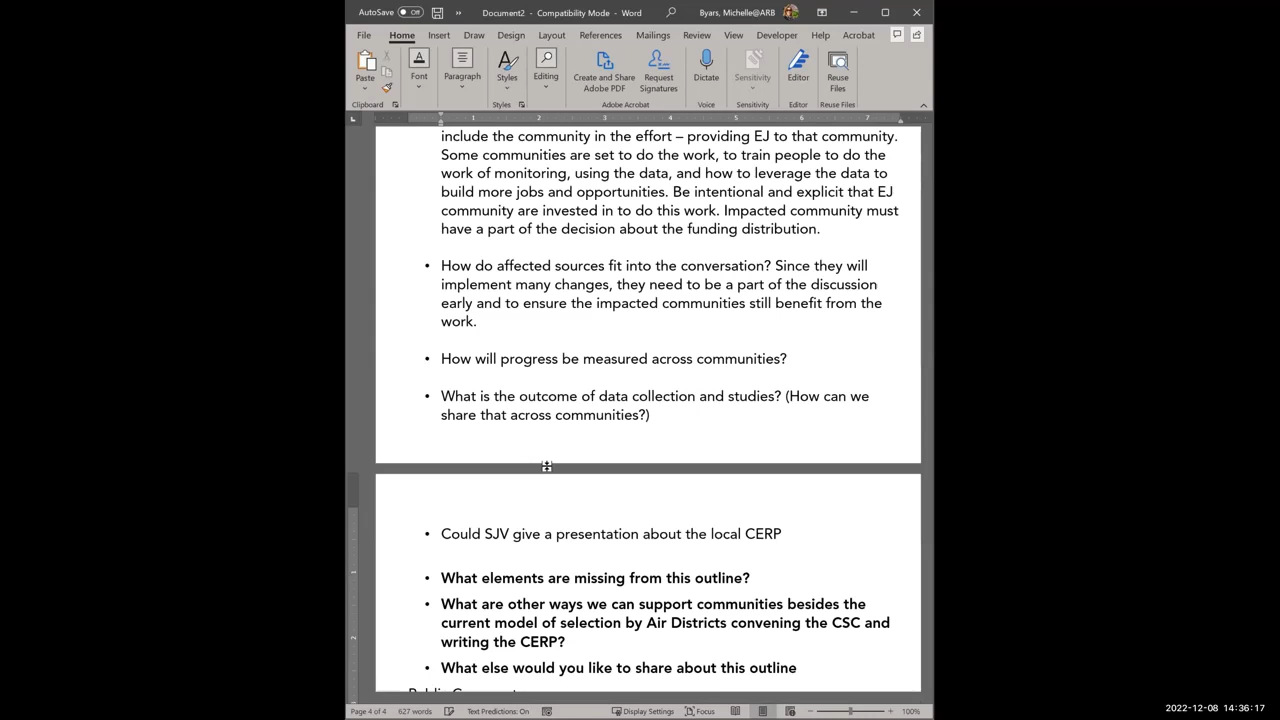 AutoSave Off Document2 - Compatibility Mode - Word Byars, Michelle@ARB
File Home Insert Draw Design Layout References Mailings Review View Developer Help Acrobat
Paste Font Paragraph Styles Editing Create and Share Adobe PDF Request Signatures Dictate Sensitivity Editor Reuse Files
Clipboard Styles Adobe Acrobat Voice Sensitivity Editor Reuse Files
1 2 3 4 5 6 7
include the community in the effort – providing EJ to that community.
Some communities are set to do the work, to train people to do the
work of monitoring, using the data, and how to leverage the data to
build more jobs and opportunities. Be intentional and explicit that EJ
community are invested in to do this work. Impacted community must
have a part of the decision about the funding distribution.
• How do affected sources fit into the conversation? Since they will
implement many changes, they need to be a part of the discussion
early and to ensure the impacted communities still benefit from the
work.
• How will progress be measured across communities?
• What is the outcome of data collection and studies? (How can we
share that across communities?)
• Could SJV give a presentation about the local CERP
• What elements are missing from this outline?
• What are other ways we can support communities besides the
current model of selection by Air Districts convening the CSC and
writing the CERP?
• What else would you like to share about this outline
Page 4 of 4 627 words Text Predictions: On Display Settings Focus 100%
2022-12-08 14:36:17